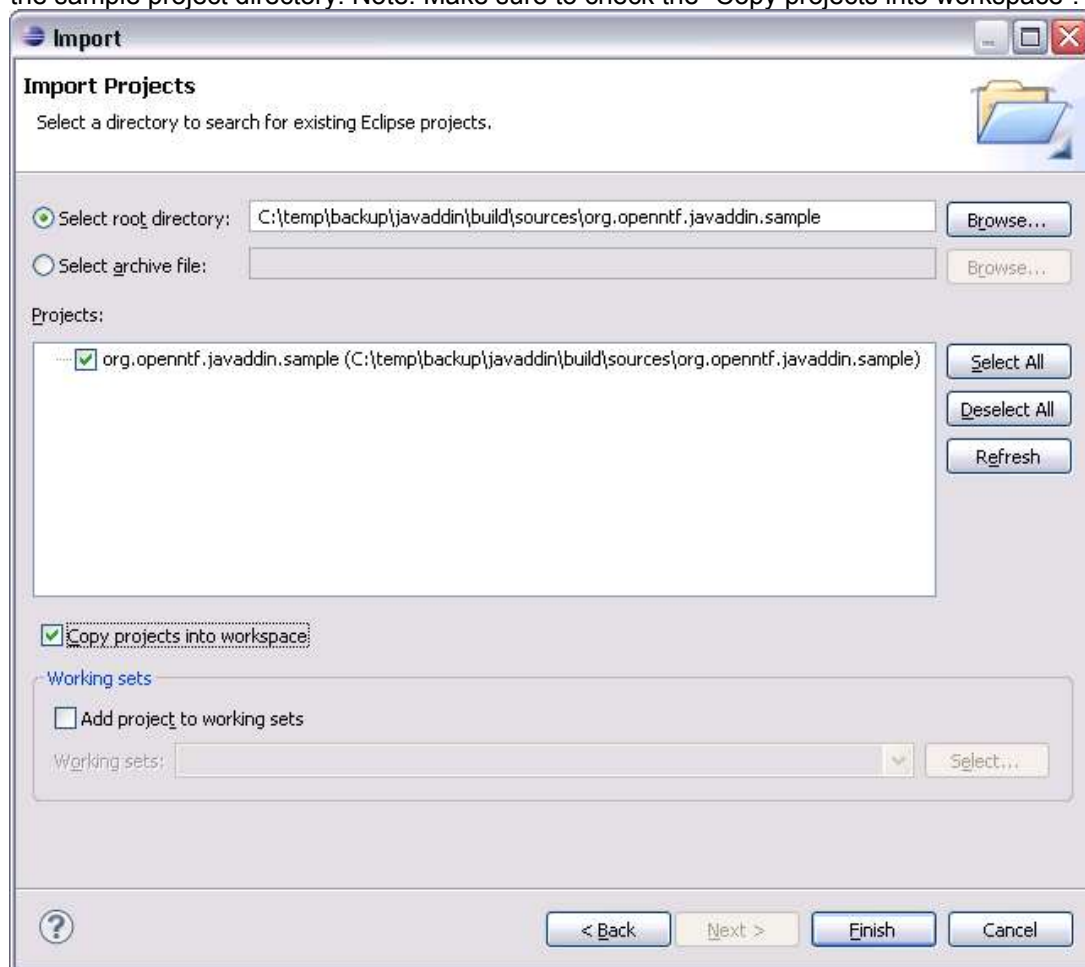 the sample project directory. Note: Make sure to check the "Copy projects into workspace".
Import
Import Projects
Select a directory to search for existing Eclipse projects.
Select root directory: C:\temp\backup\javaddin\build\sources\org.openntf.javaddin.sample Browse...
Select archive file: Browse...
Projects:
org.openntf.javaddin.sample (C:\temp\backup\javaddin\build\sources\org.openntf.javaddin.sample) Select All
Deselect All
Refresh
Copy projects into workspace
Working sets
Add project to working sets
Working sets: Select...
? < Back Next > Finish Cancel